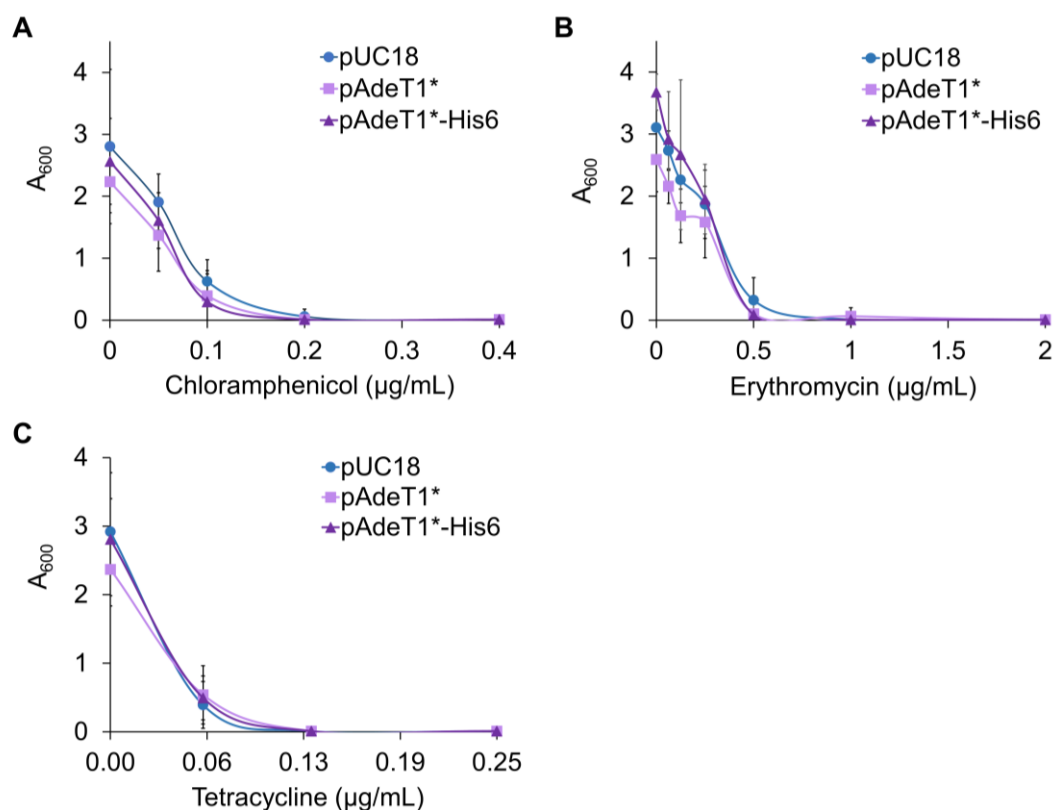 A
pUC18
pAdeT1*
pAdeT1*-His6
A600
4
3
2
1
0
0 0.1 0.2 0.3 0.4
Chloramphenicol (µg/mL)
B
pUC18
pAdeT1*
pAdeT1*-His6
A600
4
3
2
1
0
0 0.5 1 1.5 2
Erythromycin (µg/mL)
C
pUC18
pAdeT1*
pAdeT1*-His6
A600
4
3
2
1
0
0.00 0.06 0.13 0.19 0.25
Tetracycline (µg/mL)